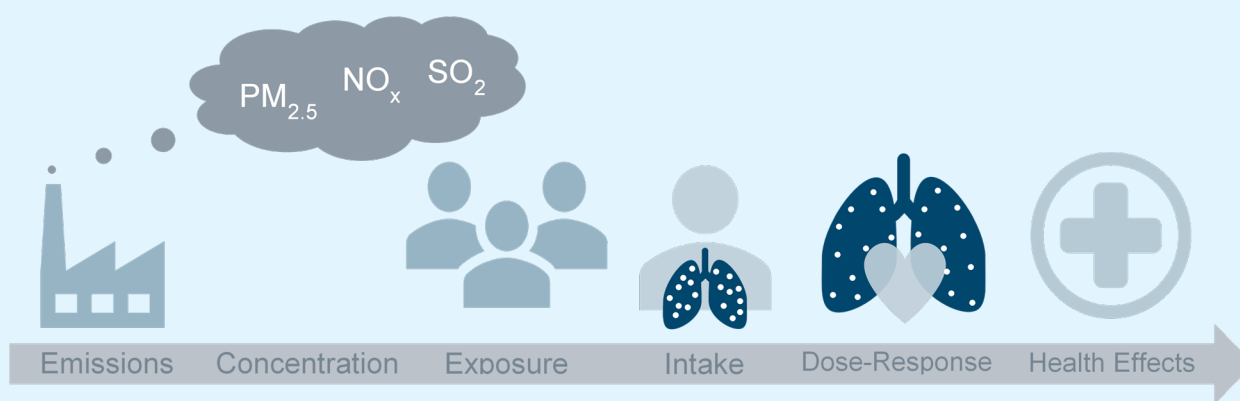 PM2.5 NOx SO2
Emissions Concentration Exposure Intake Dose-Response Health Effects